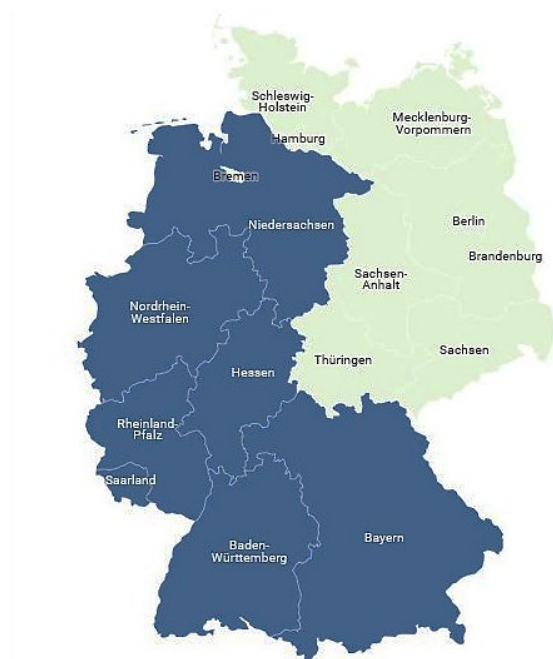 Schleswig-
Holstein
Mecklenburg-
Vorpommern
Hamburg
Bremen
Niedersachsen
Berlin
Brandenburg
Sachsen-
Anhalt
Nordrhein-
Westfalen
Sachsen
Thüringen
Hessen
Rheinland-
Pfalz
Saarland
Baden-
Württemberg
Bayern